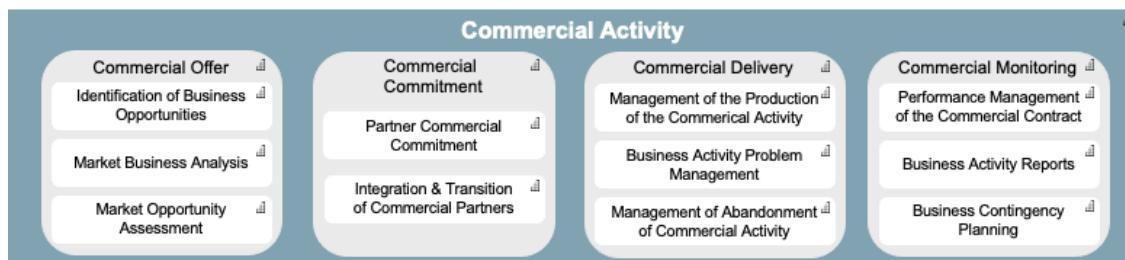 Commercial Activity
Commercial Offer
Identification of Business
Opportunities
Market Business Analysis
Market Opportunity
Assessment
Commercial
Commitment
Partner Commercial
Commitment
Integration & Transition
of Commercial Partners
Commercial Delivery
Management of the Production
of the Commerical Activity
Business Activity Problem
Management
Management of Abandonment
of Commercial Activity
Commercial Monitoring
Performance Management
of the Commercial Contract
Business Activity Reports
Business Contingency
Planning